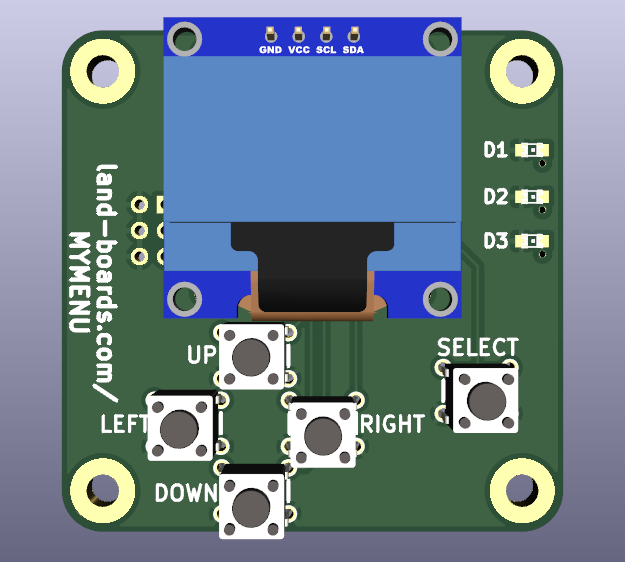 GND VCC SCL SDA
D1
D2
D3
land-boards.com/
MYMENU
UP
SELECT
LEFT
RIGHT
DOWN